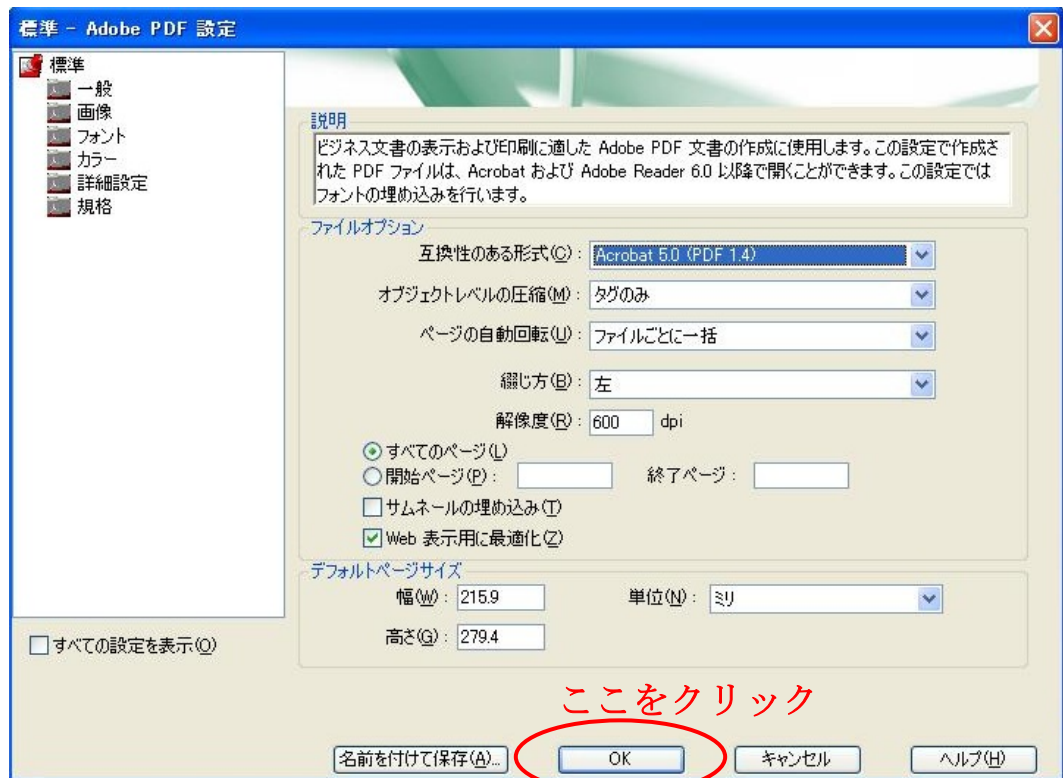 標準 - Adobe PDF 設定
標準
一般
画像
フォント
カラー
詳細設定
規格
すべての設定を表示(O)
説明
ビジネス文書の表示および印刷に適した Adobe PDF 文書の作成に使用します。この設定で作成さ
れた PDF ファイルは、Acrobat および Adobe Reader 6.0 以降で開くことができます。この設定では
フォントの埋め込みを行います。
ファイルオプション
互換性のある形式(C): Acrobat 5.0 (PDF 1.4)
オブジェクトレベルの圧縮(M): タグのみ
ページの自動回転(U): ファイルごとに一括
綴じ方(B): 左
解像度(R): 600 dpi
すべてのページ(L)
開始ページ(P): 終了ページ:
サムネールの埋め込み(T)
Web 表示用に最適化(Z)
デフォルトページサイズ
幅(W): 215.9 単位(N): ミリ
高さ(G): 279.4
ここをクリック
名前を付けて保存(A)... OK キャンセル ヘルプ(H)